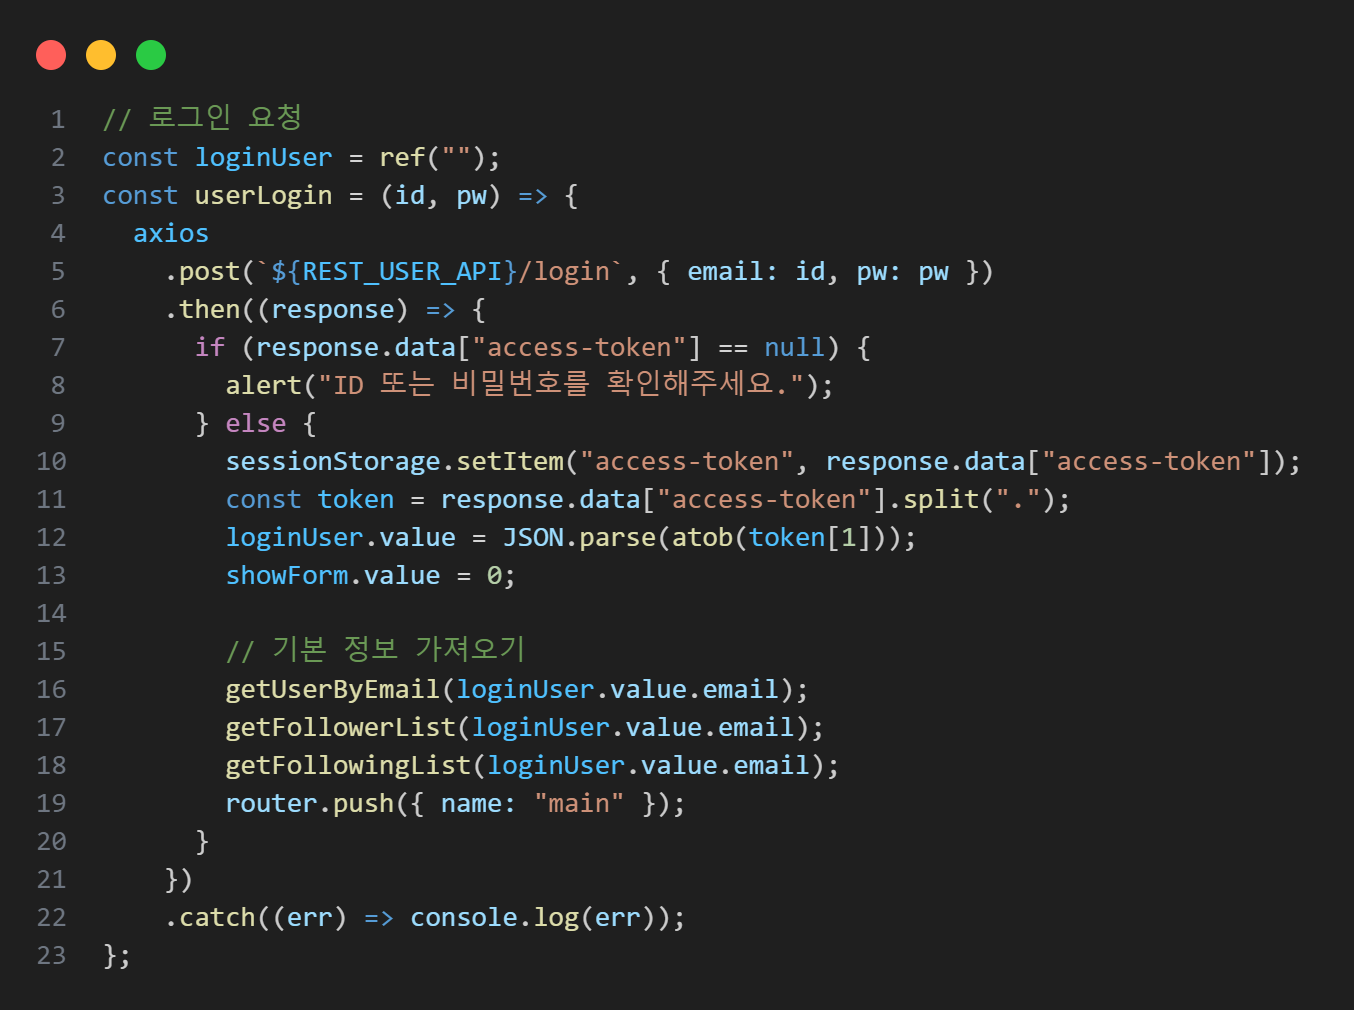 1 // 로그인 요청
2 const loginUser = ref("");
3 const userLogin = (id, pw) => {
4   axios
5     .post(`${REST_USER_API}/login`, { email: id, pw: pw })
6     .then((response) => {
7       if (response.data["access-token"] == null) {
8         alert("ID 또는 비밀번호를 확인해주세요.");
9       } else {
10         sessionStorage.setItem("access-token", response.data["access-token"]);
11         const token = response.data["access-token"].split(".");
12         loginUser.value = JSON.parse(atob(token[1]));
13         showForm.value = 0;
14
15         // 기본 정보 가져오기
16         getUserByEmail(loginUser.value.email);
17         getFollowerList(loginUser.value.email);
18         getFollowingList(loginUser.value.email);
19         router.push({ name: "main" });
20       }
21     })
22     .catch((err) => console.log(err));
23 };